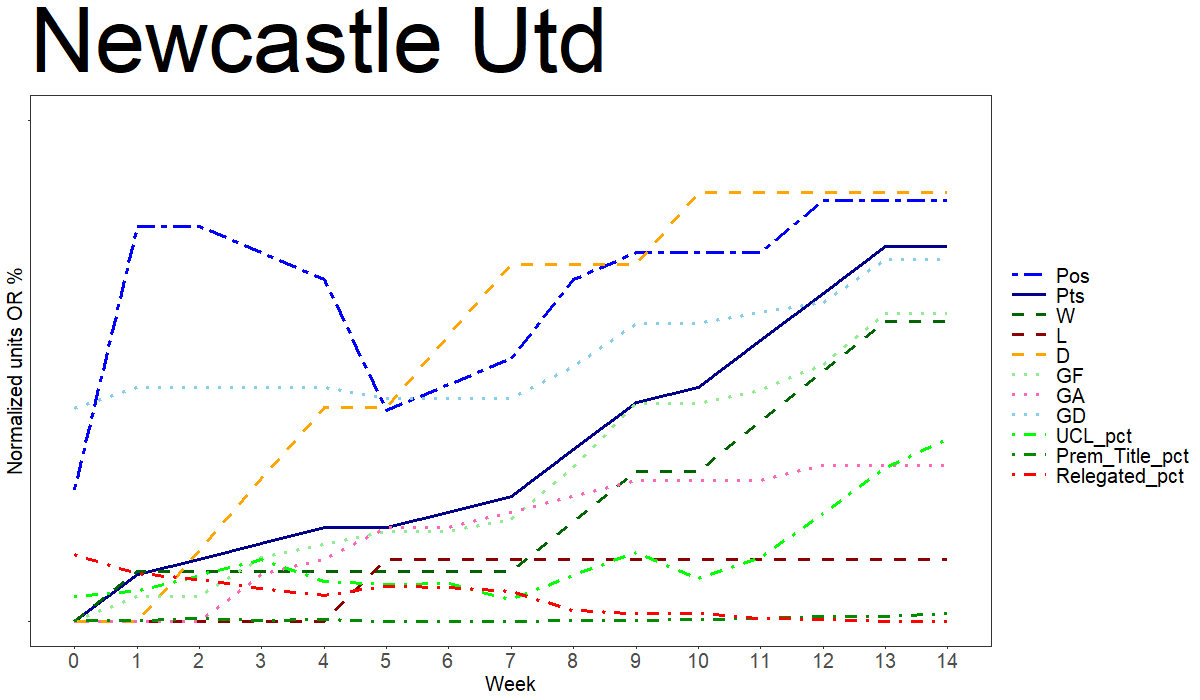 Newcastle Utd
Normalized units OR %
Pos
Pts
W
L
D
GF
GA
GD
UCL_pct
Prem_Title_pct
Relegated_pct
0 1 2 3 4 5 6 7 8 9 10 11 12 13 14
Week